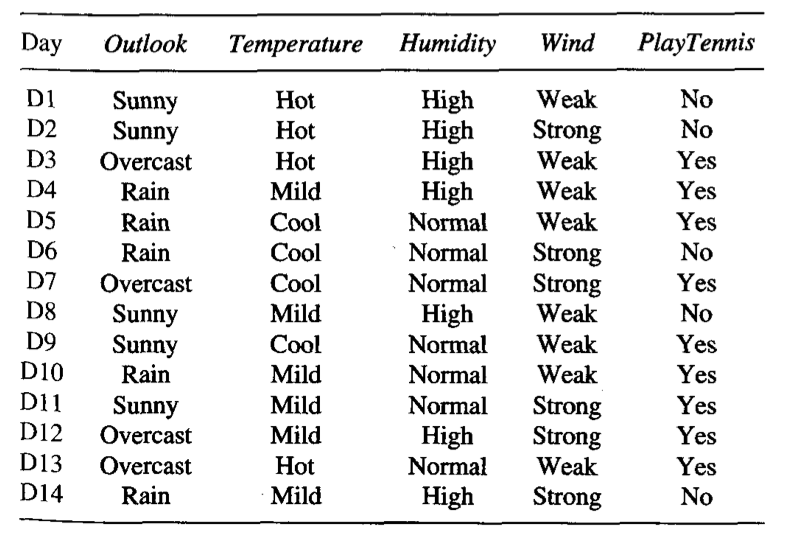 Day Outlook Temperature Humidity Wind PlayTennis
D1 Sunny Hot High Weak No
D2 Sunny Hot High Strong No
D3 Overcast Hot High Weak Yes
D4 Rain Mild High Weak Yes
D5 Rain Cool Normal Weak Yes
D6 Rain Cool Normal Strong No
D7 Overcast Cool Normal Strong Yes
D8 Sunny Mild High Weak No
D9 Sunny Cool Normal Weak Yes
D10 Rain Mild Normal Weak Yes
D11 Sunny Mild Normal Strong Yes
D12 Overcast Mild High Strong Yes
D13 Overcast Hot Normal Weak Yes
D14 Rain Mild High Strong No